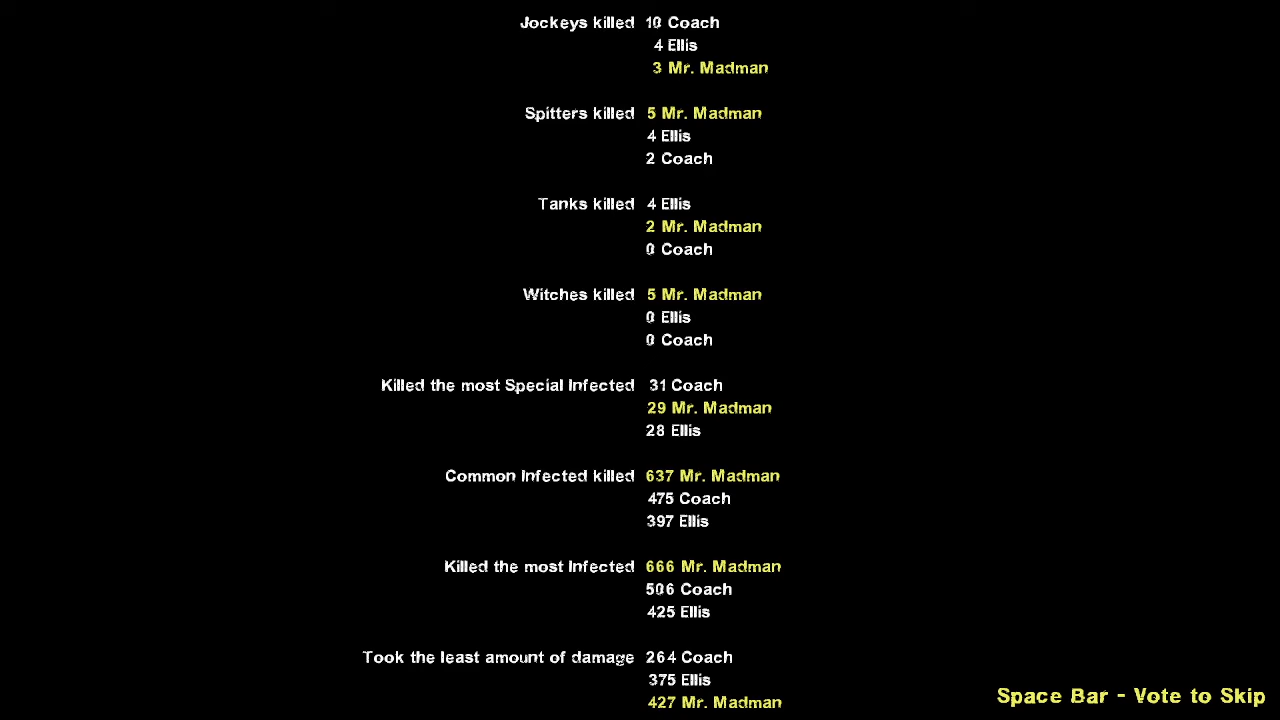 Jockeys killed 10 Coach
4 Ellis
3 Mr. Madman
Spitters killed 5 Mr. Madman
4 Ellis
2 Coach
Tanks killed 4 Ellis
2 Mr. Madman
0 Coach
Witches killed 5 Mr. Madman
0 Ellis
0 Coach
Killed the most Special Infected 31 Coach
29 Mr. Madman
28 Ellis
Common Infected killed 637 Mr. Madman
475 Coach
397 Ellis
Killed the most Infected 666 Mr. Madman
506 Coach
425 Ellis
Took the least amount of damage 264 Coach
375 Ellis
427 Mr. Madman
Space Bar - Vote to Skip